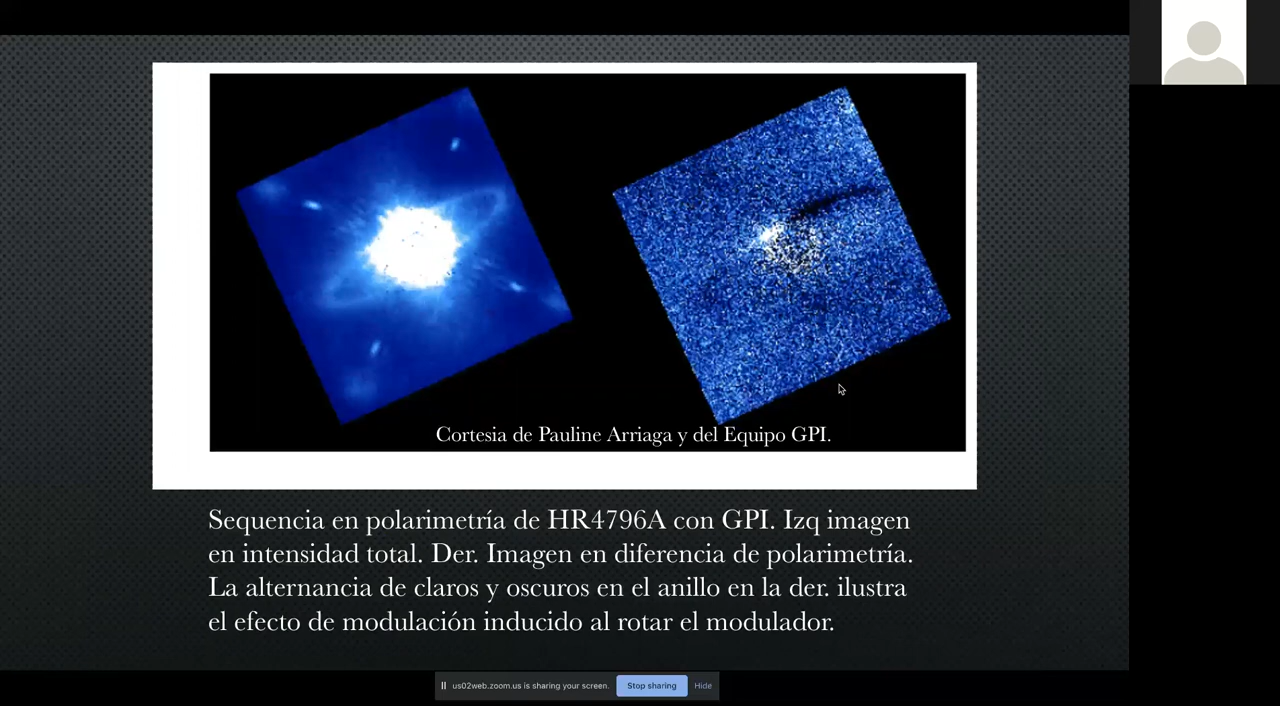 Cortesia de Pauline Arriaga y del Equipo GPI.
Sequencia en polarimetría de HR4796A con GPI. Izq imagen
en intensidad total. Der. Imagen en diferencia de polarimetría.
La alternancia de claros y oscuros en el anillo en la der. ilustra
el efecto de modulación inducido al rotar el modulador.
us02web.zoom.us is sharing your screen. Stop sharing Hide